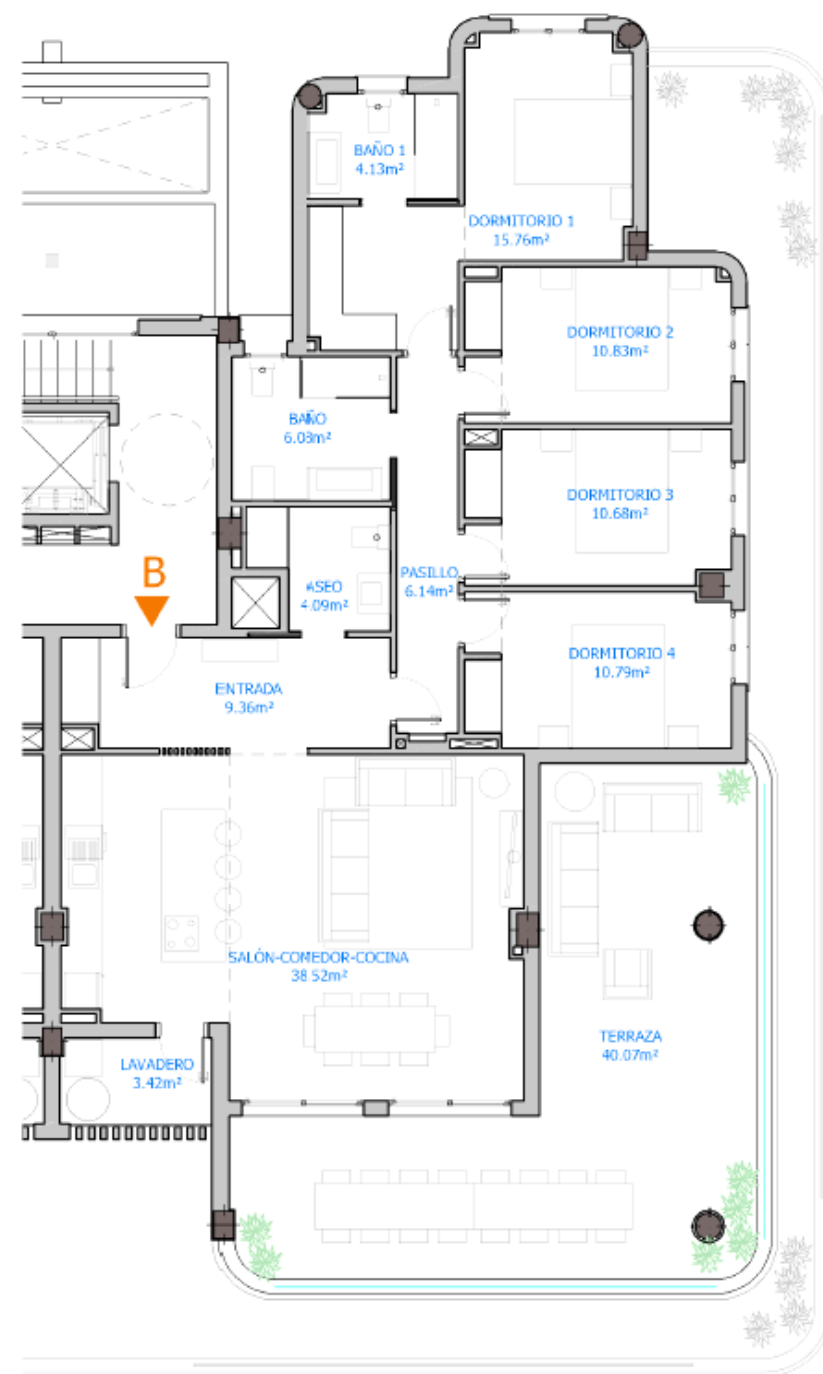 BAÑO 1
4.13m²
DORMITORIO 1
15.76m²
DORMITORIO 2
10.83m²
BAÑO
6.03m²
DORMITORIO 3
10.68m²
B
ASEO
4.09m²
PASILLO
6.14m²
DORMITORIO 4
10.79m²
ENTRADA
9.36m²
SALÓN-COMEDOR-COCINA
38.52m²
TERRAZA
40.07m²
LAVADERO
3.42m²